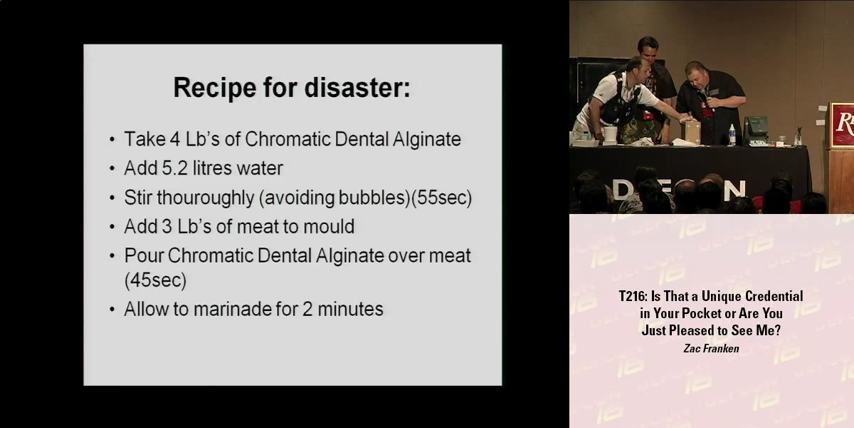 Recipe for disaster:
• Take 4 Lb's of Chromatic Dental Alginate
• Add 5.2 litres water
• Stir thouroughly (avoiding bubbles)(55sec)
• Add 3 Lb's of meat to mould
• Pour Chromatic Dental Alginate over meat
(45sec)
• Allow to marinade for 2 minutes
T216: Is That a Unique Credential
in Your Pocket or Are You
Just Pleased to See Me?
Zac Franken